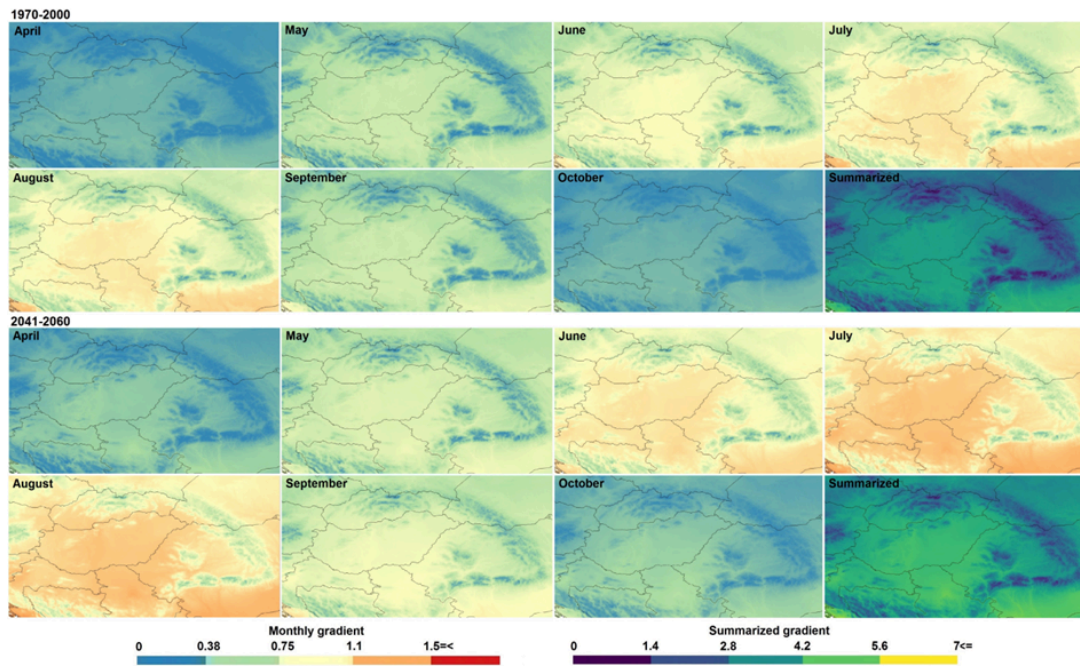 1970-2000
April May June July
August September October Summarized
2041-2060
April May June July
August September October Summarized
Monthly gradient Summarized gradient
0 0.38 0.75 1.1 1.5=< 0 1.4 2.8 4.2 5.6 7<=